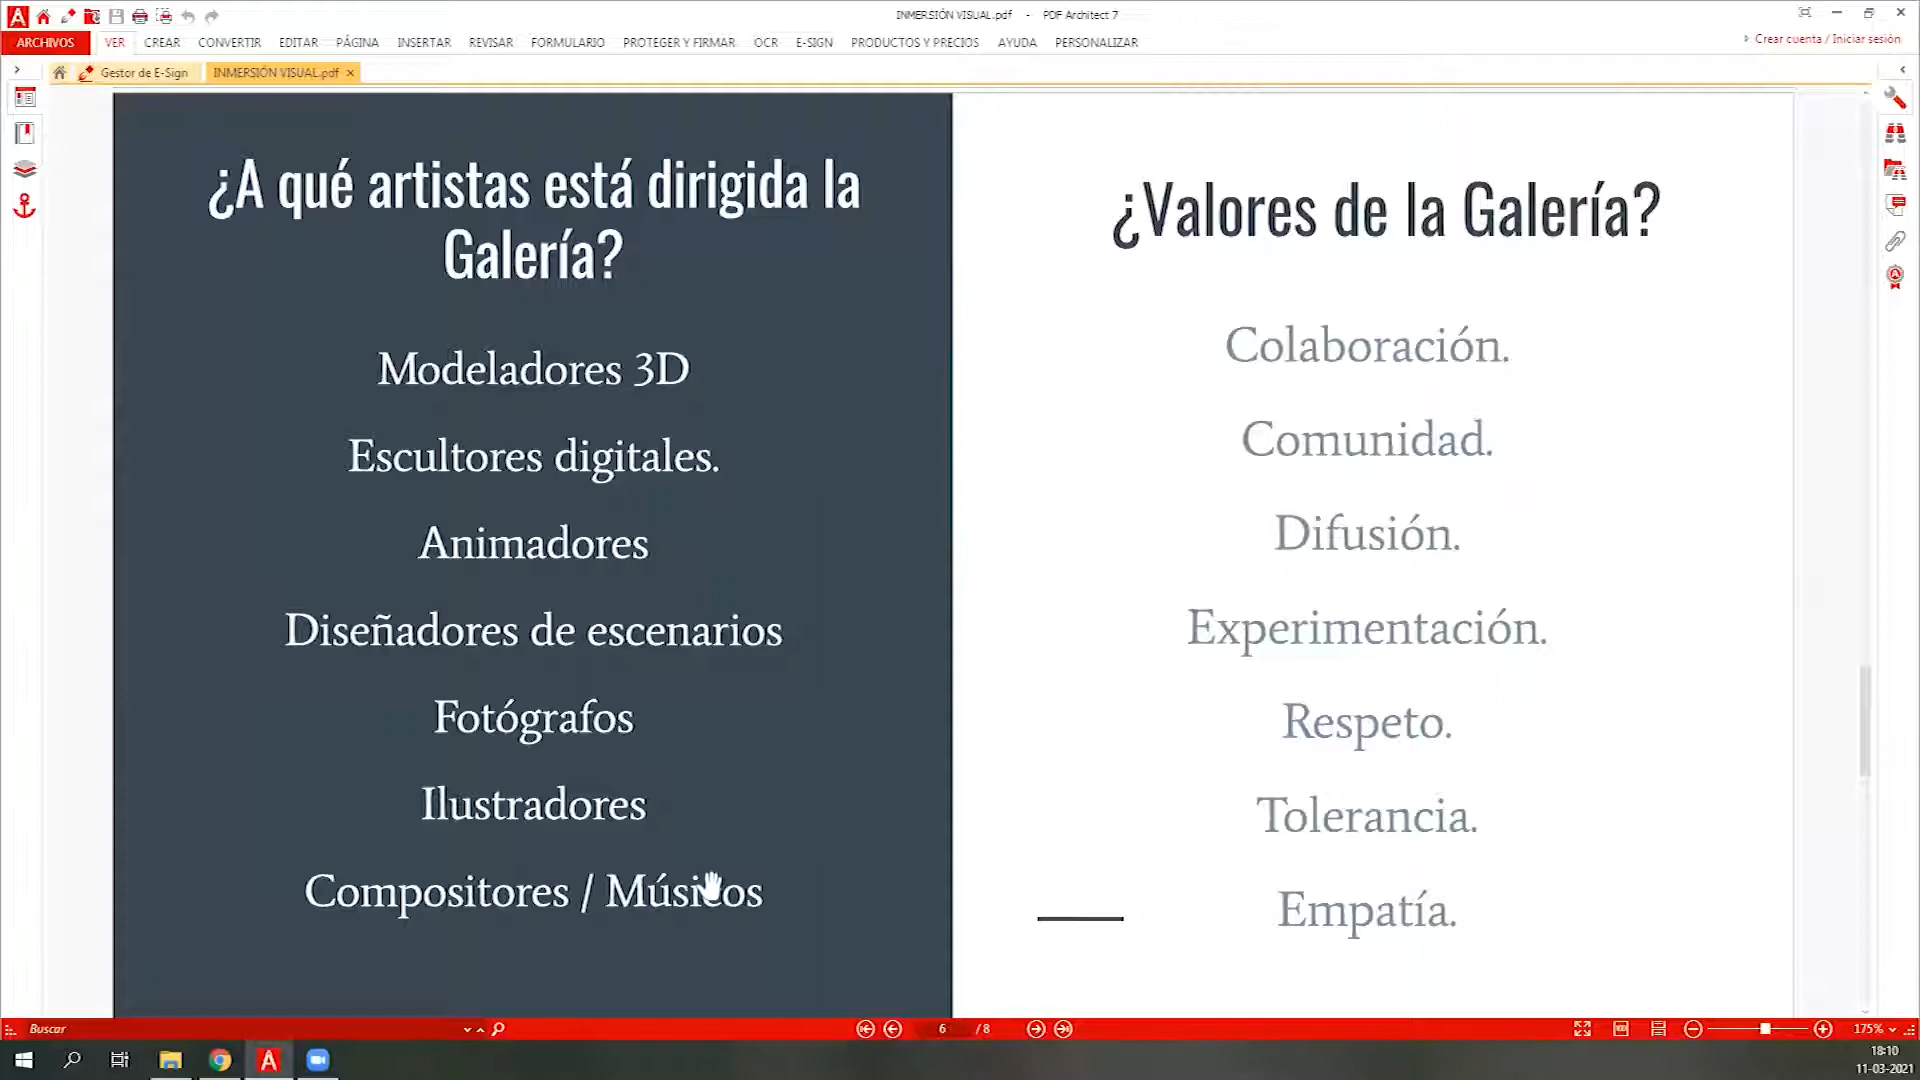 INMERSIÓN VISUAL.pdf - PDF Architect 7
ARCHIVOS VER CREAR CONVERTIR EDITAR PÁGINA INSERTAR REVISAR FORMULARIO PROTEGER Y FIRMAR OCR E-SIGN PRODUCTOS Y PRECIOS AYUDA PERSONALIZAR
Crear cuenta / Iniciar sesión
Gestor de E-Sign
INMERSIÓN VISUAL.pdf
¿A qué artistas está dirigida la
Galería?
Modeladores 3D
Escultores digitales.
Animadores
Diseñadores de escenarios
Fotógrafos
Ilustradores
Compositores / Músicos
¿Valores de la Galería?
Colaboración.
Comunidad.
Difusión.
Experimentación.
Respeto.
Tolerancia.
Empatía.
Buscar
6 / 8
175%
18:10
11-03-2021